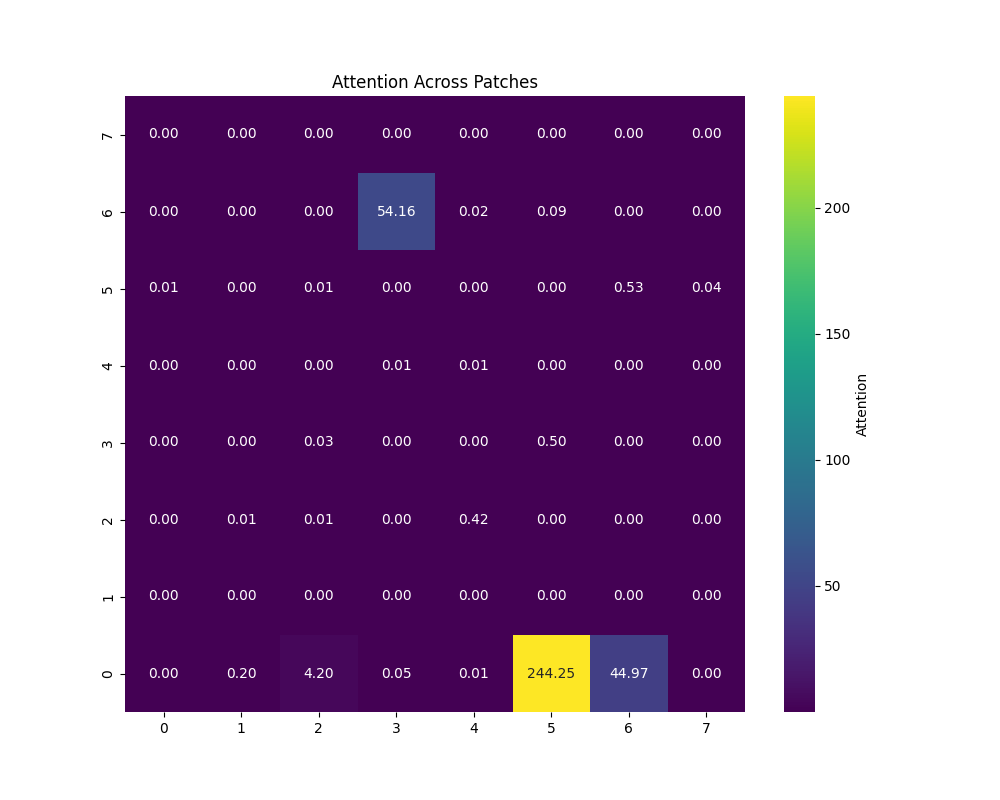 Attention Across Patches
7 0.00 0.00 0.00 0.00 0.00 0.00 0.00 0.00
6 0.00 0.00 0.00 54.16 0.02 0.09 0.00 0.00
5 0.01 0.00 0.01 0.00 0.00 0.00 0.53 0.04
4 0.00 0.00 0.00 0.01 0.01 0.00 0.00 0.00
3 0.00 0.00 0.03 0.00 0.00 0.50 0.00 0.00
2 0.00 0.01 0.01 0.00 0.42 0.00 0.00 0.00
1 0.00 0.00 0.00 0.00 0.00 0.00 0.00 0.00
0 0.00 0.20 4.20 0.05 0.01 244.25 44.97 0.00
0 1 2 3 4 5 6 7
200
150
100
50
Attention